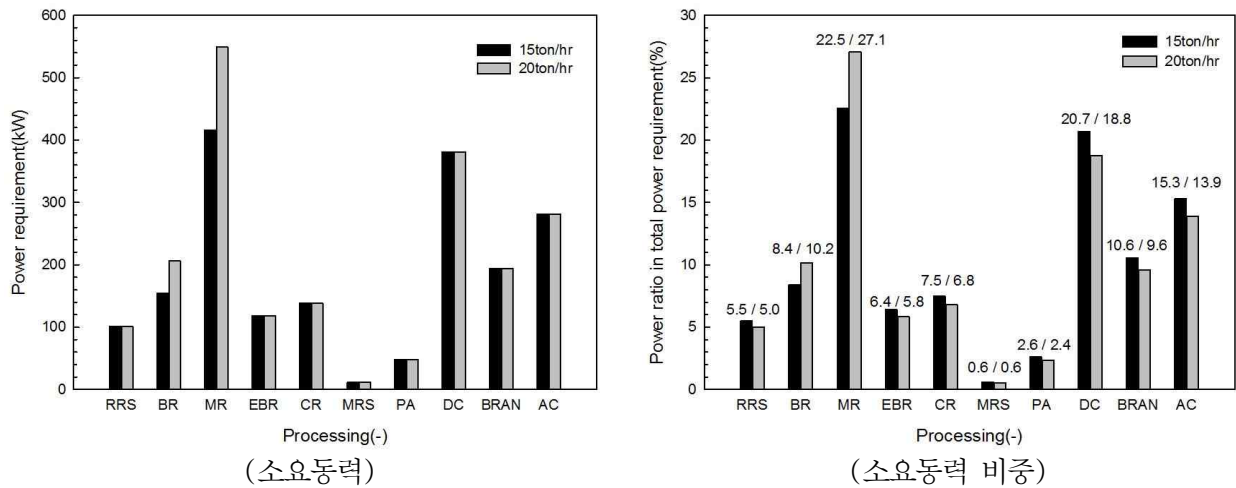 600
500
400
300
200
100
0
Power requirement(kW)
15ton/hr
20ton/hr
RRS BR MR EBR CR MRS PA DC BRAN AC
Processing(-)
(소요동력)
30
25
20
15
10
5
0
Power ratio in total power requirement(%)
15ton/hr
20ton/hr
5.5 / 5.0
8.4 / 10.2
22.5 / 27.1
6.4 / 5.8
7.5 / 6.8
0.6 / 0.6
2.6 / 2.4
20.7 / 18.8
10.6 / 9.6
15.3 / 13.9
RRS BR MR EBR CR MRS PA DC BRAN AC
Processing(-)
(소요동력 비중)